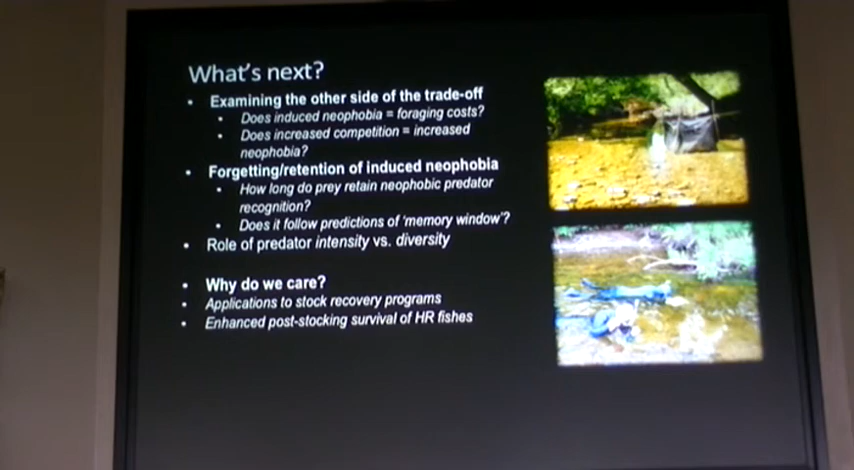 What's next?
• Examining the other side of the trade-off
• Does induced neophobia = foraging costs?
• Does increased competition = increased
neophobia?
• Forgetting/retention of induced neophobia
• How long do prey retain neophobic predator
recognition?
• Does it follow predictions of 'memory window'?
• Role of predator intensity vs. diversity
• Why do we care?
• Applications to stock recovery programs
• Enhanced post-stocking survival of HR fishes